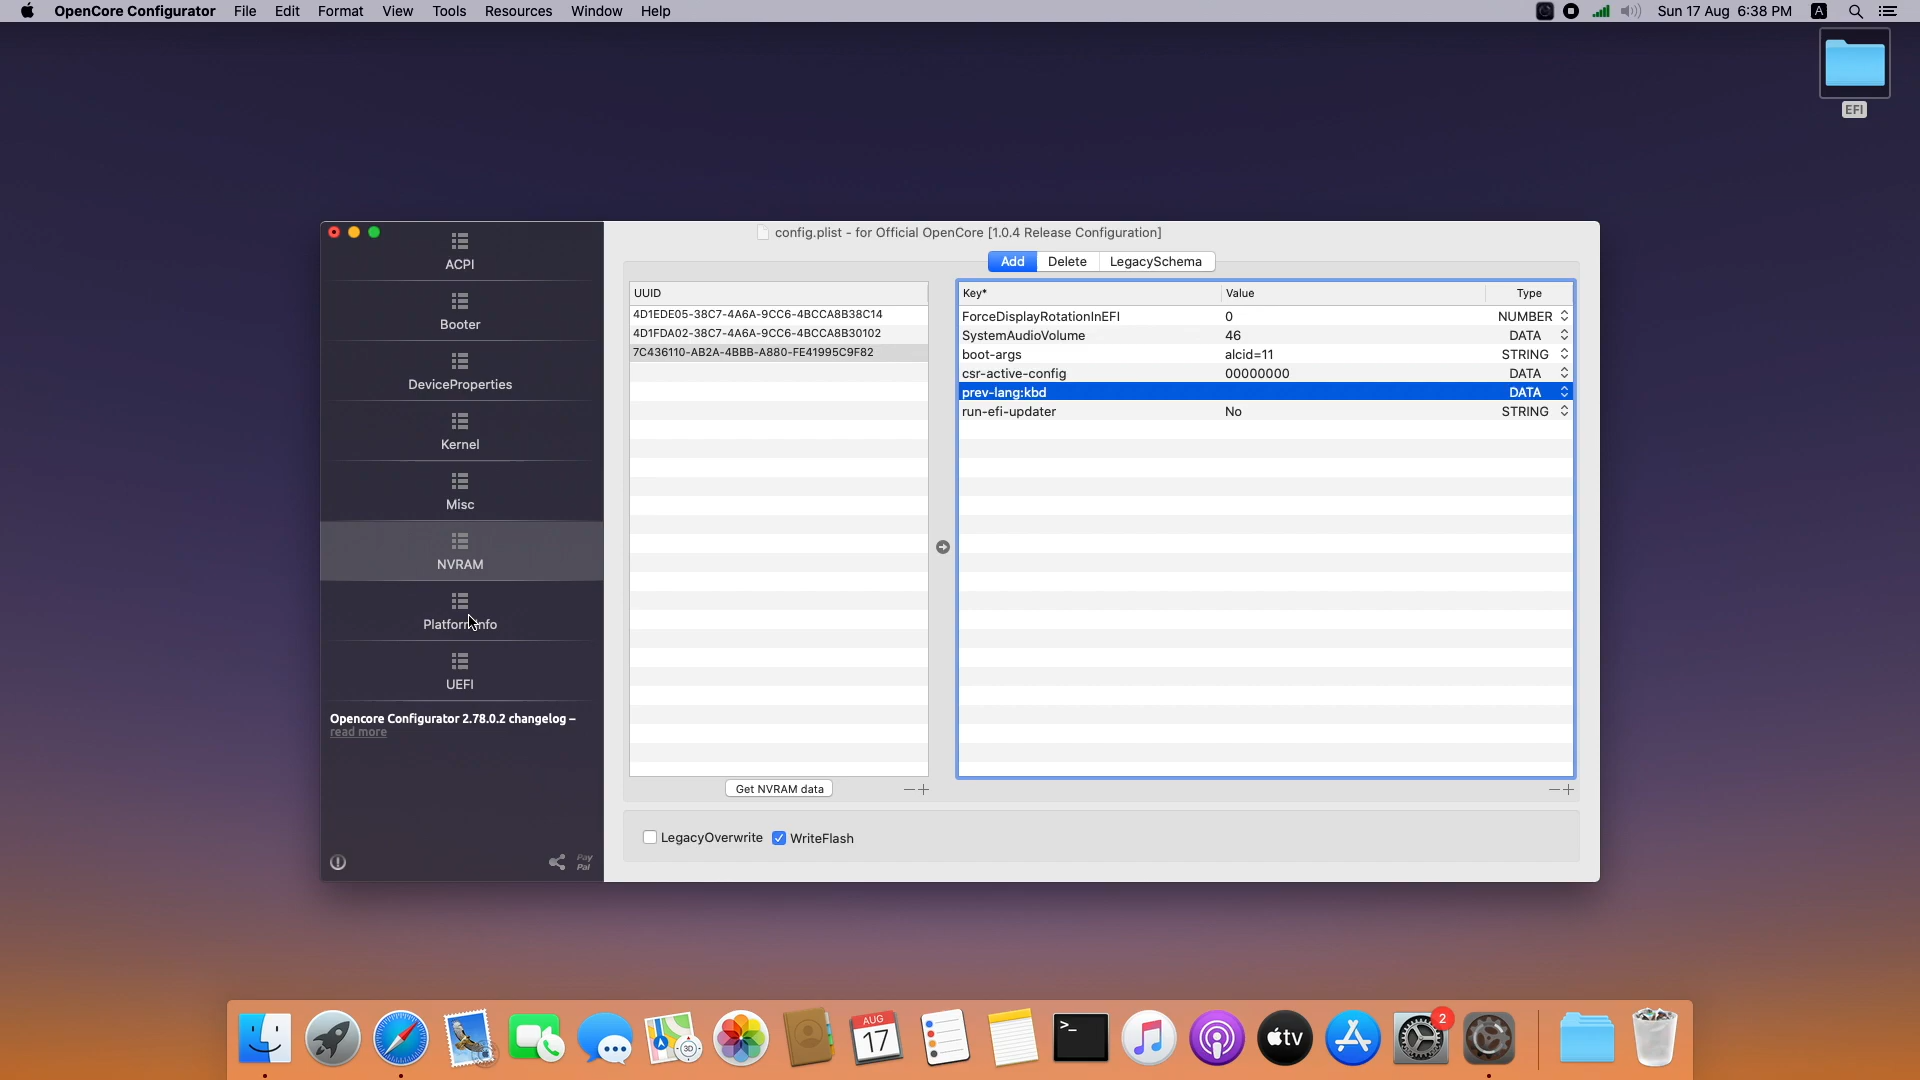 OpenCore Configurator File Edit Format View Tools Resources Window Help Sun 17 Aug 6:38 PM A
EFI
config.plist - for Official OpenCore [1.0.4 Release Configuration]
Add Delete LegacySchema
ACPI
Booter
DeviceProperties
Kernel
Misc
NVRAM
PlatformInfo
UEFI
Opencore Configurator 2.78.0.2 changelog –
read more
Pay
Pal
UUID
4D1EDE05-38C7-4A6A-9CC6-4BCCA8B38C14
4D1FDA02-38C7-4A6A-9CC6-4BCCA8B30102
7C436110-AB2A-4BBB-A880-FE41995C9F82
Get NVRAM data
Key* Value Type
ForceDisplayRotationInEFI 0 NUMBER
SystemAudioVolume 46 DATA
boot-args alcid=11 STRING
csr-active-config 00000000 DATA
prev-lang:kbd DATA
run-efi-updater No STRING
LegacyOverwrite WriteFlash
3D
AUG
17
>_
tv
2